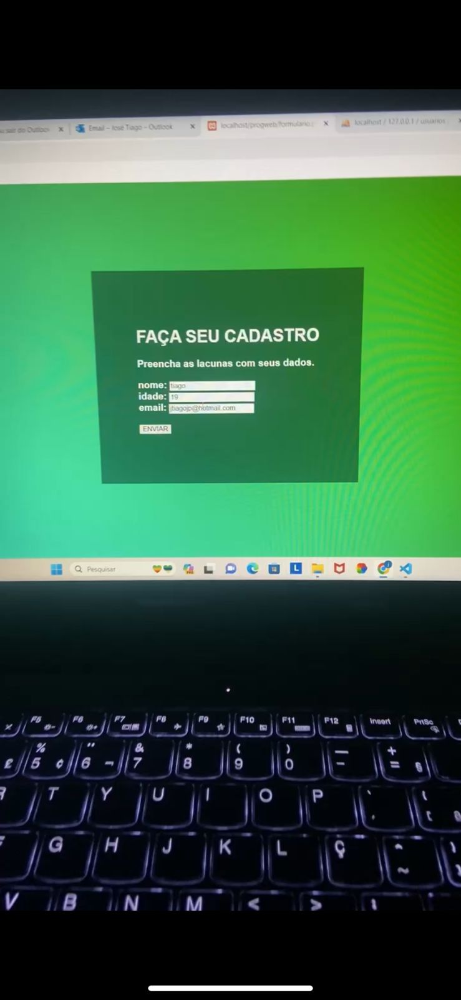 sair do Outlook
Email – José Tiago – Outlook
localhost/progweb/formulario.
localhost / 127.0.0.1 / usuarios
FAÇA SEU CADASTRO
Preencha as lacunas com seus dados.
nome: tiago
idade: 19
email: jtiagojp@hotmail.com
ENVIAR
Pesquisar
L
F5 F6 F7 F8 F9 F10 F11 F12 Insert PrtSc
£ % 5 ¢ ¨ 6 ¬ & 7 * 8 ( 9 ) 0 — - + = §
R T Y U I O P ` ´ { [ ª
G H J K L Ç ^ ~ }
V B N M < >